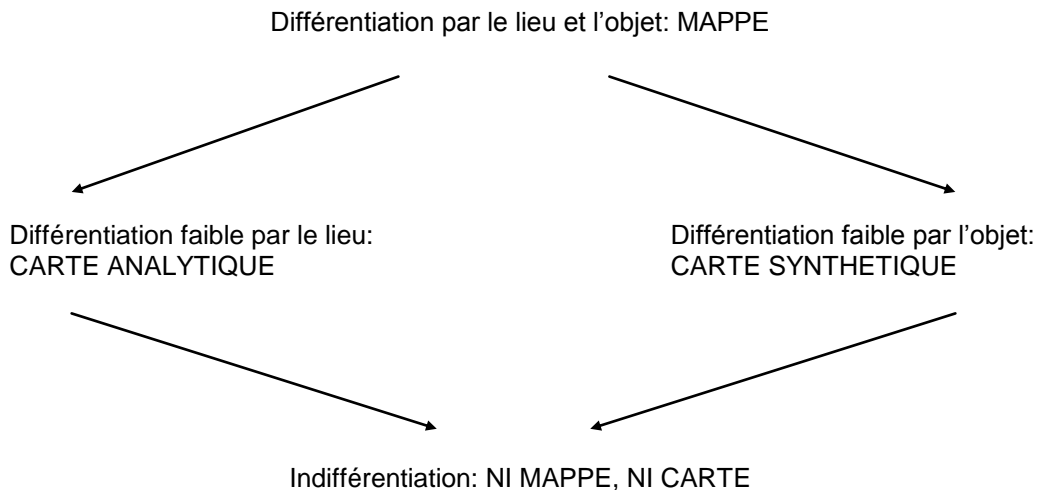 Différentiation par le lieu et l’objet: MAPPE
Différentiation faible par le lieu:
CARTE ANALYTIQUE
Différentiation faible par l’objet:
CARTE SYNTHETIQUE
Indifférentiation: NI MAPPE, NI CARTE